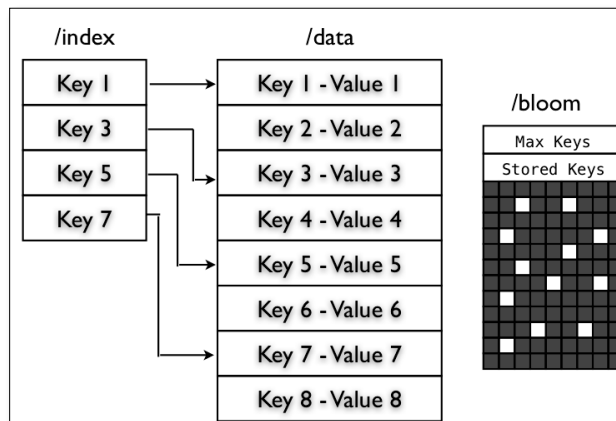 /index
Key 1
Key 3
Key 5
Key 7
/data
Key 1 - Value 1
Key 2 - Value 2
Key 3 - Value 3
Key 4 - Value 4
Key 5 - Value 5
Key 6 - Value 6
Key 7 - Value 7
Key 8 - Value 8
/bloom
Max Keys
Stored Keys